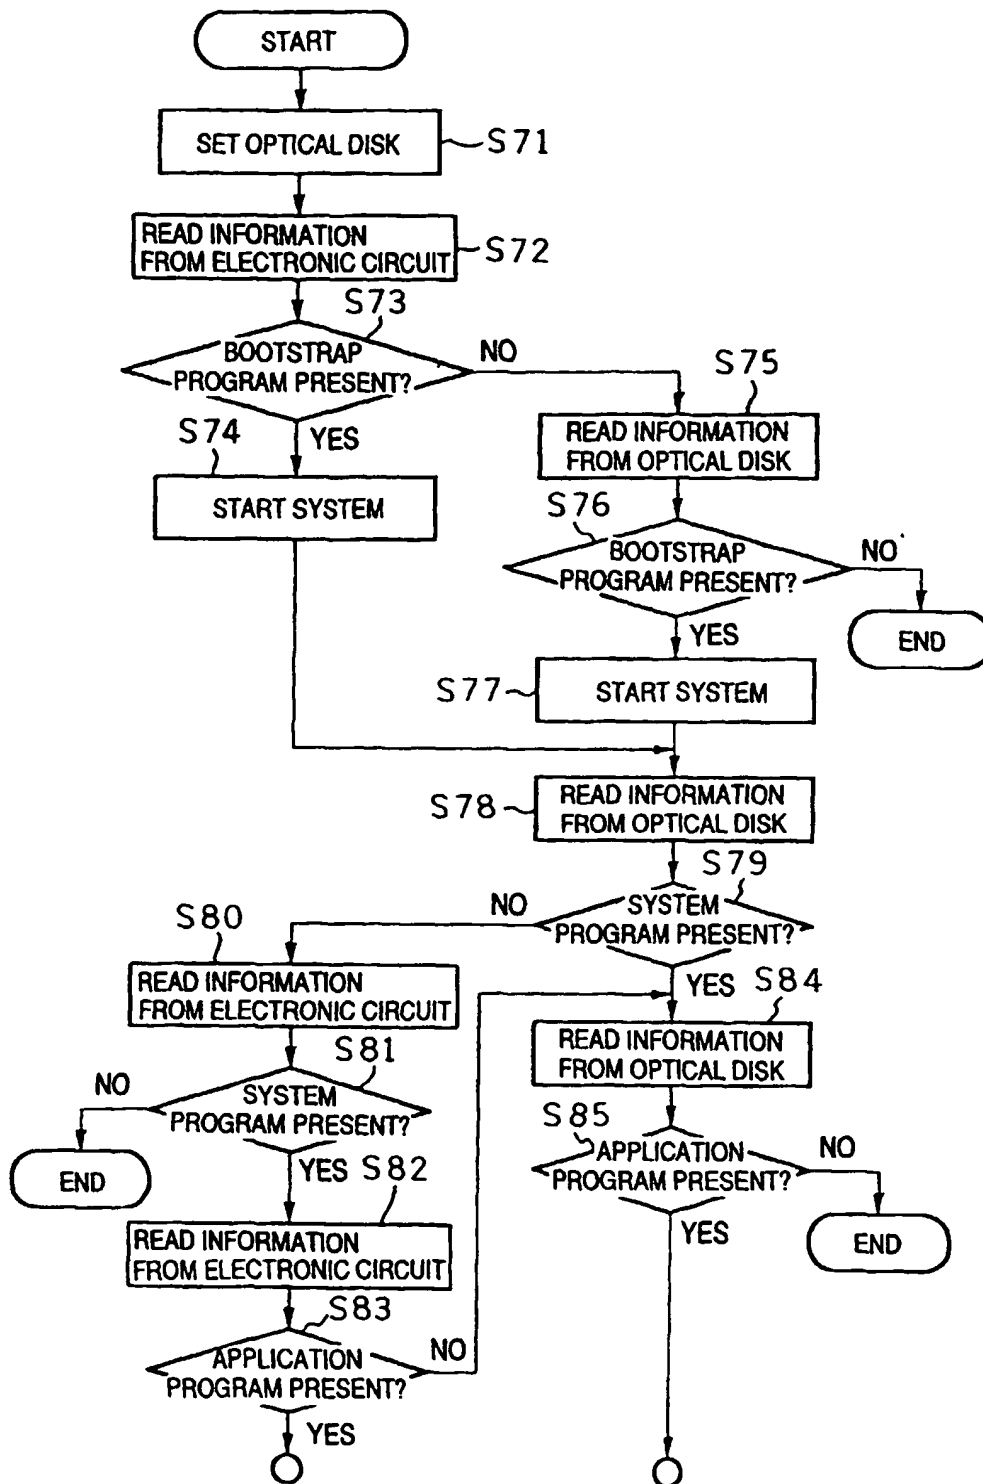 START
SET OPTICAL DISK
S71
READ INFORMATION
FROM ELECTRONIC CIRCUIT
S72
S73
BOOTSTRAP
PROGRAM PRESENT?
NO
YES
S74
START SYSTEM
S75
READ INFORMATION
FROM OPTICAL DISK
S76
BOOTSTRAP
PROGRAM PRESENT?
NO
END
YES
S77
START SYSTEM
S78
READ INFORMATION
FROM OPTICAL DISK
S79
SYSTEM
PROGRAM PRESENT?
NO
YES
S80
READ INFORMATION
FROM ELECTRONIC CIRCUIT
S81
SYSTEM
PROGRAM PRESENT?
NO
END
YES
S82
READ INFORMATION
FROM ELECTRONIC CIRCUIT
S83
APPLICATION
PROGRAM PRESENT?
NO
YES
S84
READ INFORMATION
FROM OPTICAL DISK
S85
APPLICATION
PROGRAM PRESENT?
NO
END
YES